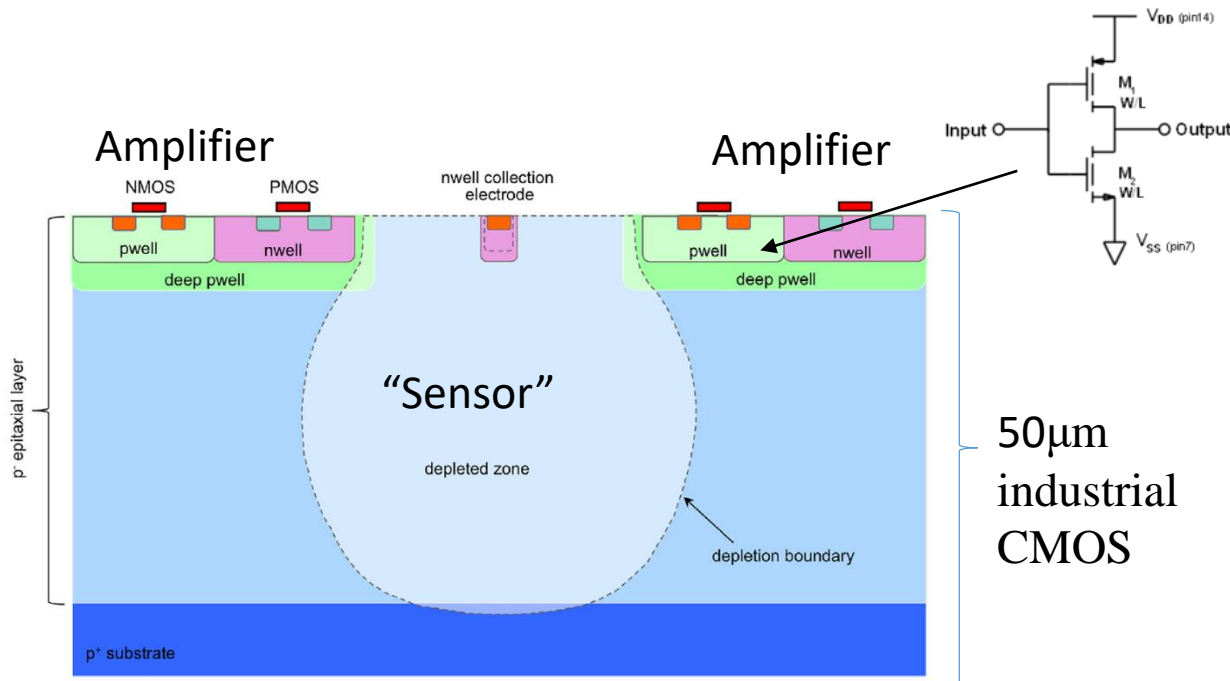 V_DD (pin14)
M_1
W/L
Input
Output
M_2
W/L
V_SS (pin7)
Amplifier
Amplifier
NMOS
PMOS
nwell collection
electrode
pwell
nwell
pwell
nwell
deep pwell
deep pwell
“Sensor”
p⁻ epitaxial layer
depleted zone
depletion boundary
50μm
industrial
CMOS
p⁺ substrate